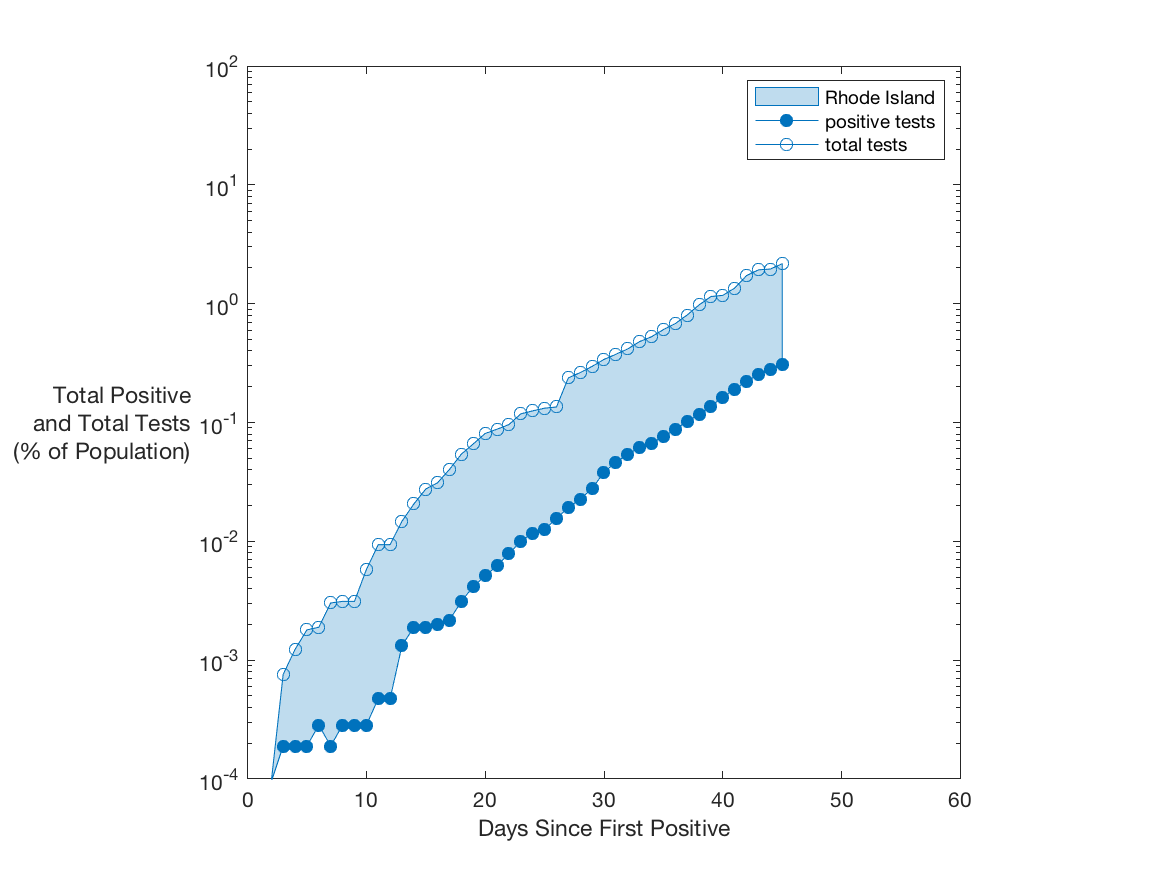 10^2
10^1
10^0
10^-1
10^-2
10^-3
10^-4
Total Positive
and Total Tests
(% of Population)
Rhode Island
positive tests
total tests
0 10 20 30 40 50 60
Days Since First Positive